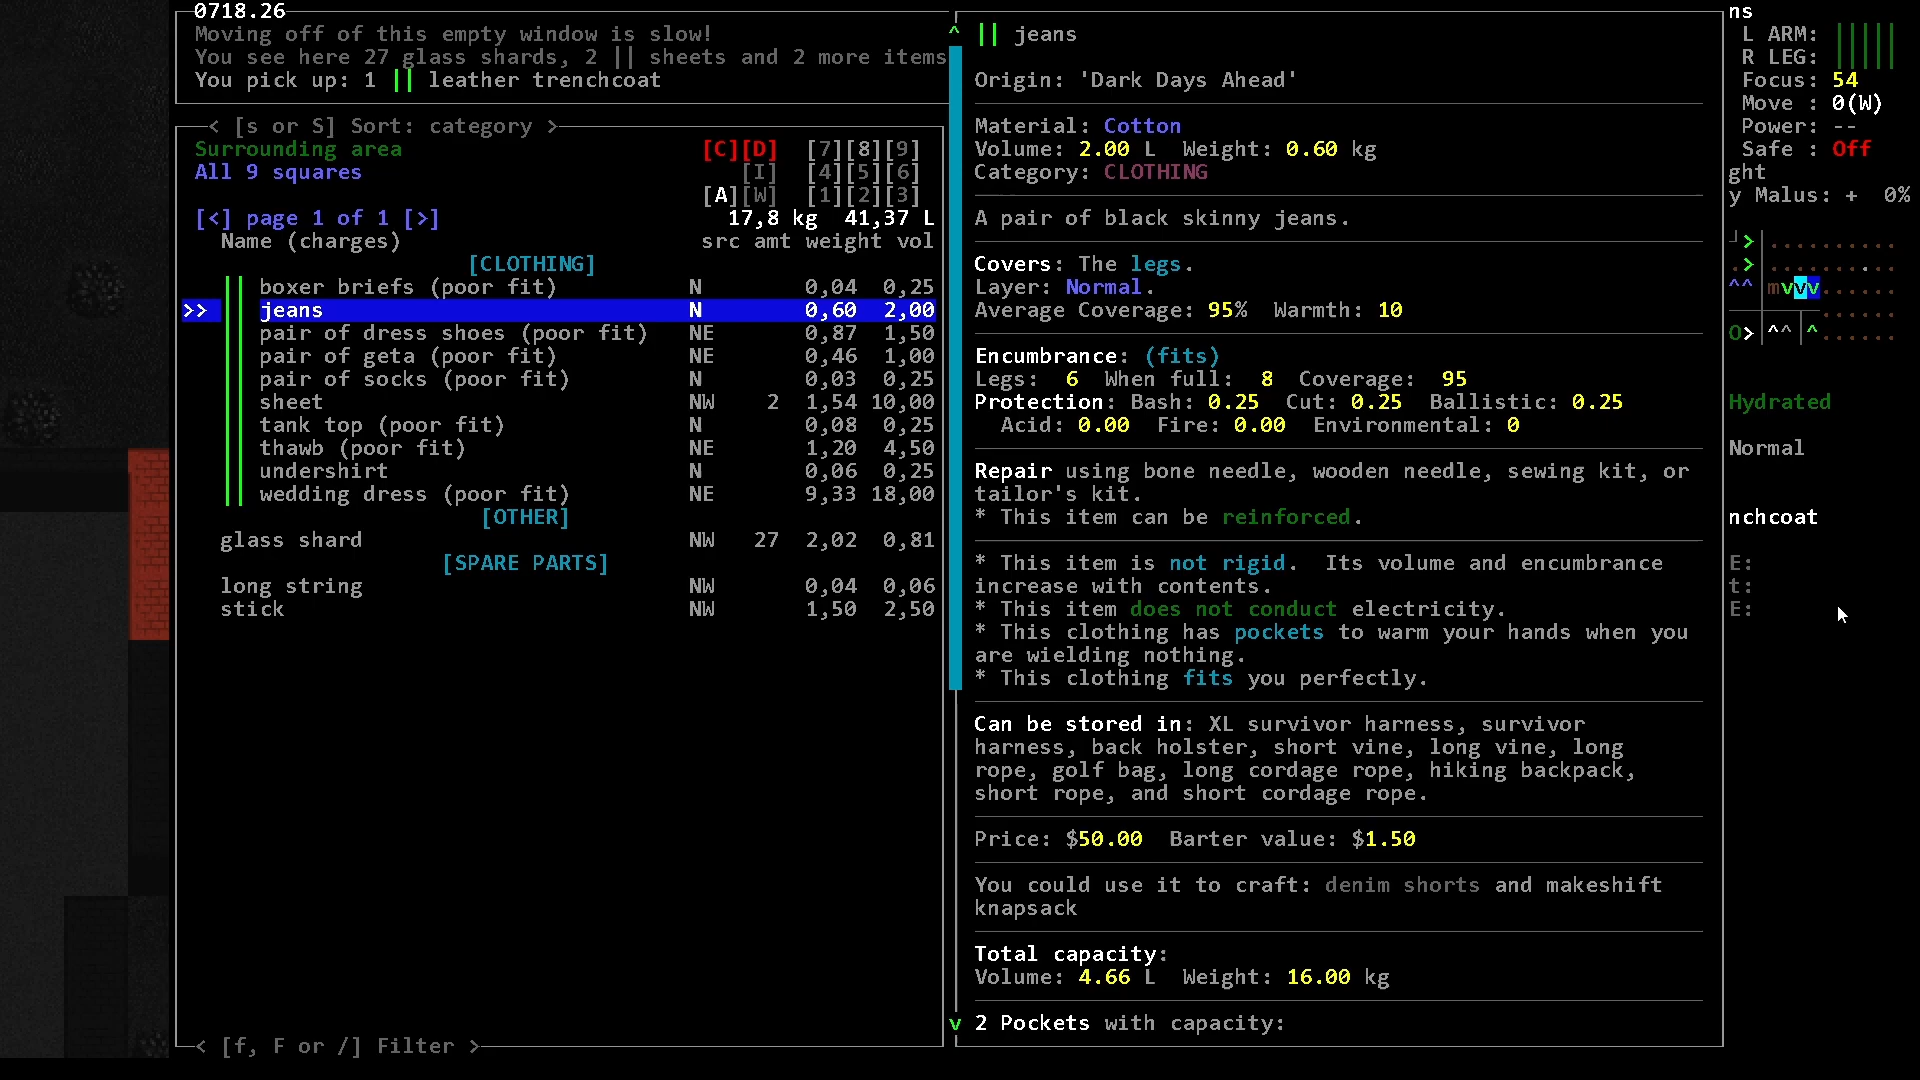 0718.26
Moving off of this empty window is slow!
You see here 27 glass shards, 2 || sheets and 2 more items
You pick up: 1 || leather trenchcoat
< [s or S] Sort: category >
Surrounding area [C][D] [7][8][9]
All 9 squares [I] [4][5][6]
[A][W] [1][2][3]
[<] page 1 of 1 [>] 17,8 kg 41,37 L
Name (charges) src amt weight vol
[CLOTHING]
|| boxer briefs (poor fit) N 0,04 0,25
>> || jeans N 0,60 2,00
|| pair of dress shoes (poor fit) NE 0,87 1,50
|| pair of geta (poor fit) NE 0,46 1,00
|| pair of socks (poor fit) N 0,03 0,25
|| sheet NW 2 1,54 10,00
|| tank top (poor fit) N 0,08 0,25
|| thawb (poor fit) NE 1,20 4,50
|| undershirt N 0,06 0,25
|| wedding dress (poor fit) NE 9,33 18,00
[OTHER]
glass shard NW 27 2,02 0,81
[SPARE PARTS]
long string NW 0,04 0,06
stick NW 1,50 2,50
< [f, F or /] Filter >
^ || jeans
Origin: 'Dark Days Ahead'
Material: Cotton
Volume: 2.00 L Weight: 0.60 kg
Category: CLOTHING
A pair of black skinny jeans.
Covers: The legs.
Layer: Normal.
Average Coverage: 95% Warmth: 10
Encumbrance: (fits)
Legs: 6 When full: 8 Coverage: 95
Protection: Bash: 0.25 Cut: 0.25 Ballistic: 0.25
Acid: 0.00 Fire: 0.00 Environmental: 0
Repair using bone needle, wooden needle, sewing kit, or
tailor's kit.
* This item can be reinforced.
* This item is not rigid. Its volume and encumbrance
increase with contents.
* This item does not conduct electricity.
* This clothing has pockets to warm your hands when you
are wielding nothing.
* This clothing fits you perfectly.
Can be stored in: XL survivor harness, survivor
harness, back holster, short vine, long vine, long
rope, golf bag, long cordage rope, hiking backpack,
short rope, and short cordage rope.
Price: $50.00 Barter value: $1.50
You could use it to craft: denim shorts and makeshift
knapsack
Total capacity:
Volume: 4.66 L Weight: 16.00 kg
v 2 Pockets with capacity:
ns
L ARM: |||||
R LEG: |||||
Focus: 54
Move : 0(W)
Power: --
Safe : Off
ght
y Malus: + 0%
┘>|..........
.>|..........
^^|mvvv......
O>|^^|^......
Hydrated
Normal
nchcoat
E:
t:
E: